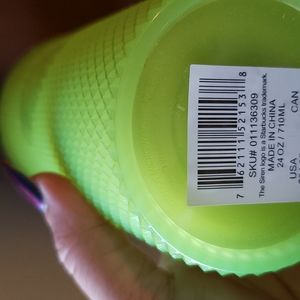 7 62111 52153 8
SKU# 011136309
The Siren logo is a Starbucks trademark.
MADE IN CHINA
24 OZ / 710ML
USA
CAN